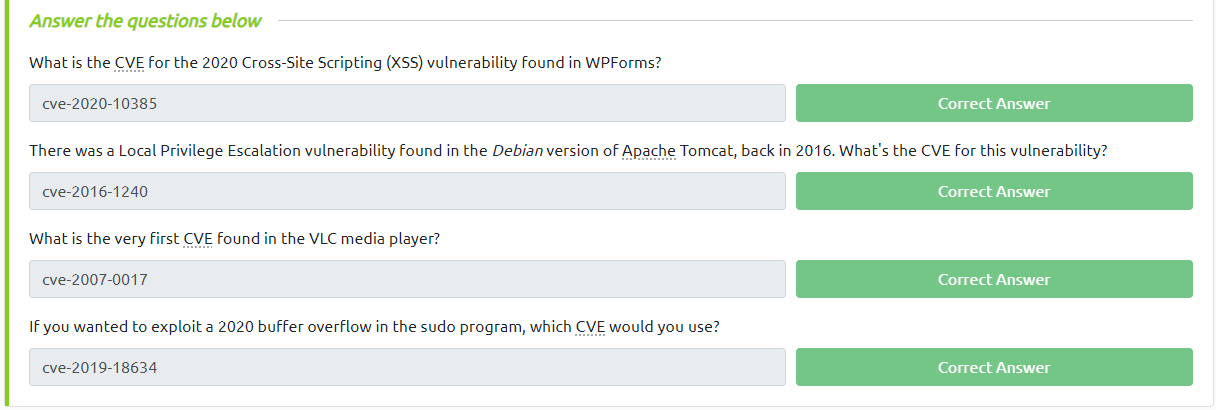 Answer the questions below
What is the CVE for the 2020 Cross-Site Scripting (XSS) vulnerability found in WPForms?
cve-2020-10385
Correct Answer
There was a Local Privilege Escalation vulnerability found in the Debian version of Apache Tomcat, back in 2016. What's the CVE for this vulnerability?
cve-2016-1240
Correct Answer
What is the very first CVE found in the VLC media player?
cve-2007-0017
Correct Answer
If you wanted to exploit a 2020 buffer overflow in the sudo program, which CVE would you use?
cve-2019-18634
Correct Answer